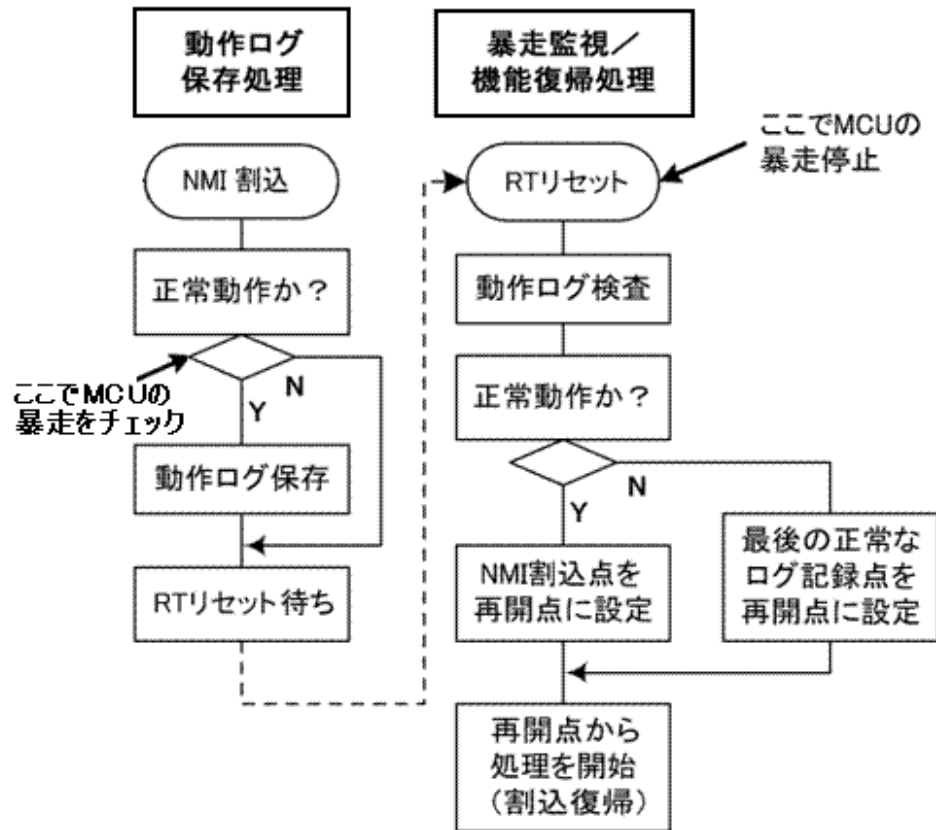 動作ログ
保存処理
暴走監視／
機能復帰処理
ここでMCUの
暴走停止
NMI 割込
RTリセット
正常動作か？
動作ログ検査
ここでMCUの
暴走をチェック
N
Y
正常動作か？
動作ログ保存
N
Y
RTリセット待ち
NMI割込点を
再開点に設定
最後の正常な
ログ記録点を
再開点に設定
再開点から
処理を開始
（割込復帰）